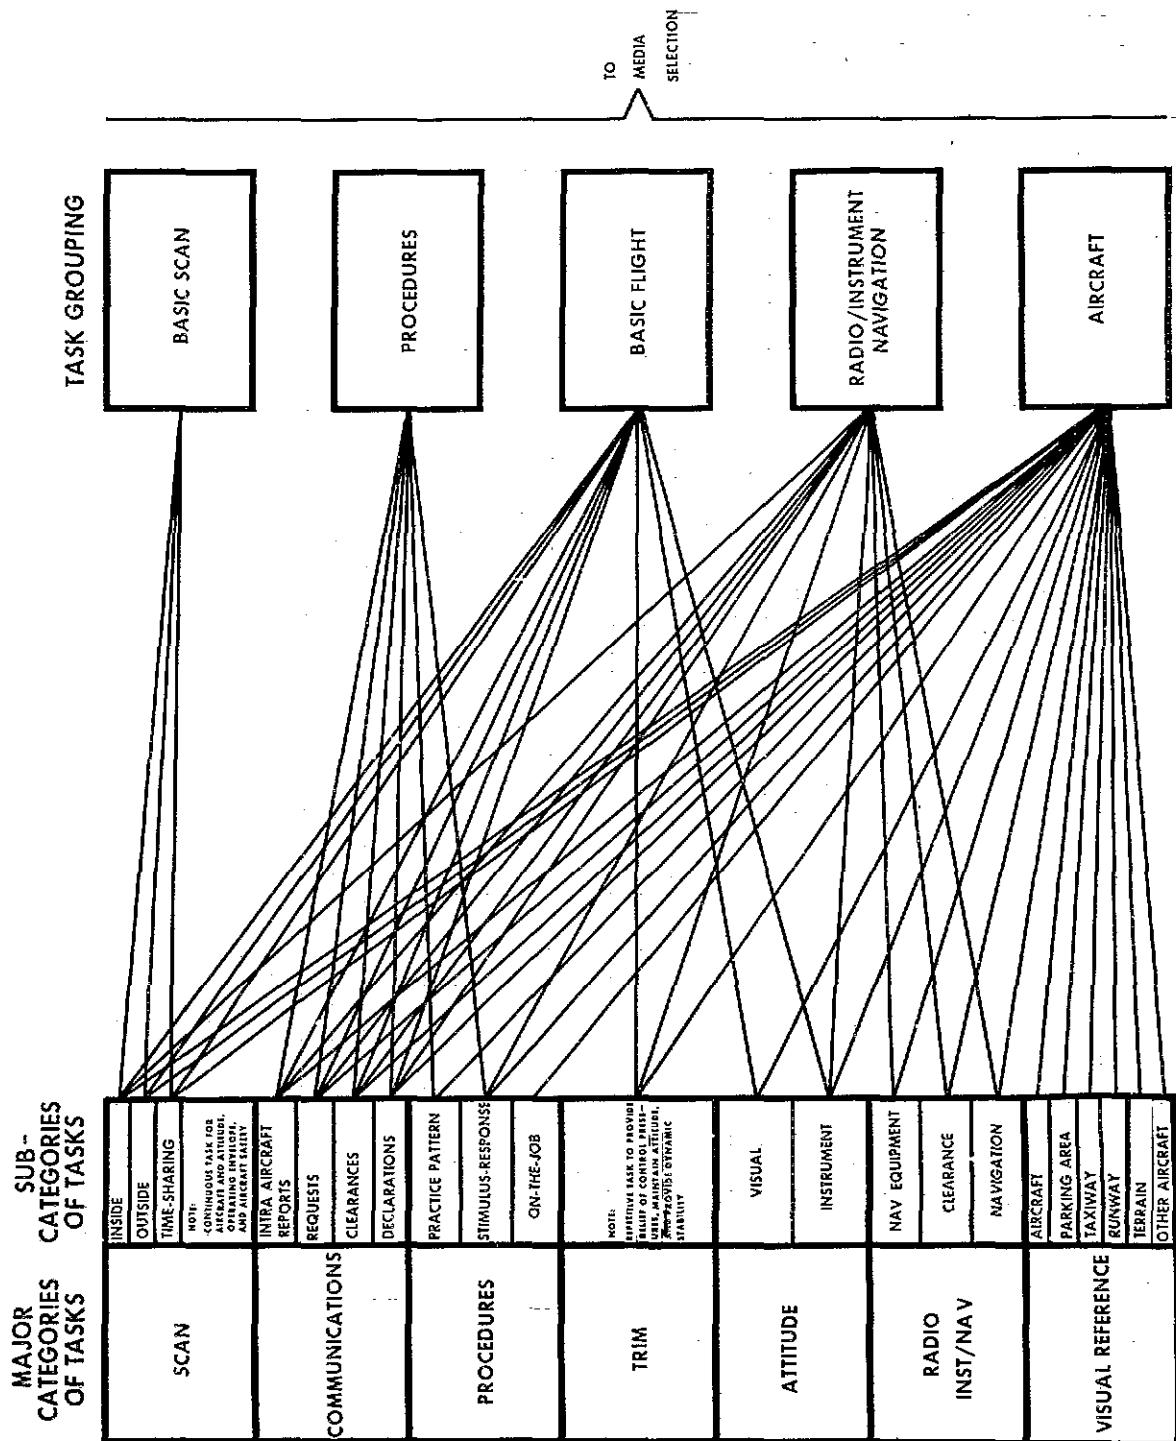 MAJOR
CATEGORIES
OF TASKS
SUB-
CATEGORIES
OF TASKS
TASK GROUPING
SCAN
INSIDE
OUTSIDE
TIME-SHARING
NOTE:
CONTINUOUS TASK FOR
AIRCRAFT AND ATTITUDE,
OPERATING ENVELOPE,
AND AIRCRAFT SAFETY
COMMUNICATIONS
INTRA AIRCRAFT
REPORTS
REQUESTS
CLEARANCES
DECLARATIONS
PROCEDURES
PRACTICE PATTERN
STIMULUS-RESPONSE
ON-THE-JOB
TRIM
NOTE:
REPETITIVE TASK TO PROVIDE
RELIEF OF CONTROL PRESS-
URES, MAINTAIN ATTITUDE,
AND PROVIDE DYNAMIC
STABILITY
ATTITUDE
VISUAL
INSTRUMENT
RADIO
INST/NAV
NAV EQUIPMENT
CLEARANCE
NAVIGATION
VISUAL REFERENCE
AIRCRAFT
PARKING AREA
TAXIWAY
RUNWAY
TERRAIN
OTHER AIRCRAFT
BASIC SCAN
PROCEDURES
BASIC FLIGHT
RADIO/INSTRUMENT
NAVIGATION
AIRCRAFT
TO
MEDIA
SELECTION